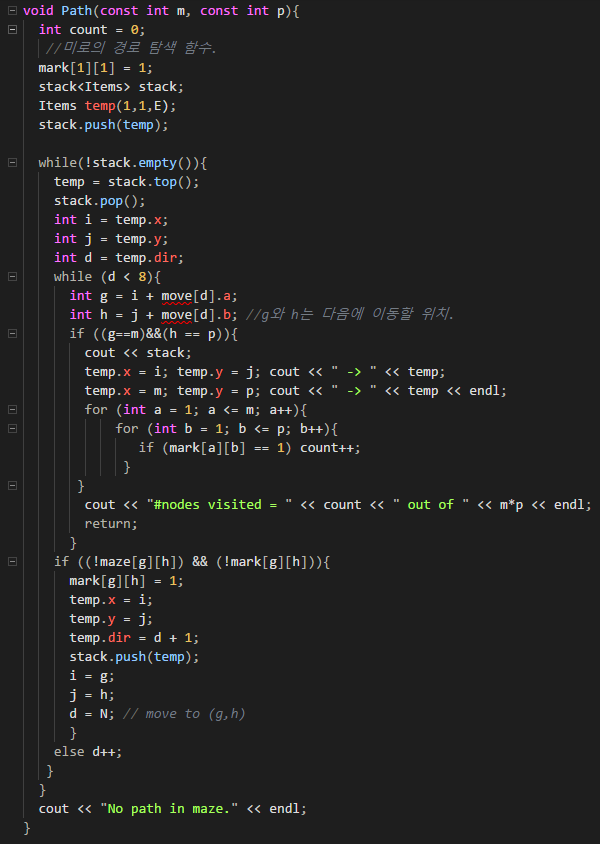 void Path(const int m, const int p){
int count = 0;
//미로의 경로 탐색 함수.
mark[1][1] = 1;
stack<Items> stack;
Items temp(1,1,E);
stack.push(temp);
while(!stack.empty()){
temp = stack.top();
stack.pop();
int i = temp.x;
int j = temp.y;
int d = temp.dir;
while (d < 8){
int g = i + move[d].a;
int h = j + move[d].b; //g와 h는 다음에 이동할 위치.
if ((g==m)&&(h == p)){
cout << stack;
temp.x = i; temp.y = j; cout << " -> " << temp;
temp.x = m; temp.y = p; cout << " -> " << temp << endl;
for (int a = 1; a <= m; a++){
for (int b = 1; b <= p; b++){
if (mark[a][b] == 1) count++;
}
}
cout << "#nodes visited = " << count << " out of " << m*p << endl;
return;
}
if ((!maze[g][h]) && (!mark[g][h])){
mark[g][h] = 1;
temp.x = i;
temp.y = j;
temp.dir = d + 1;
stack.push(temp);
i = g;
j = h;
d = N; // move to (g,h)
}
else d++;
}
}
cout << "No path in maze." << endl;
}